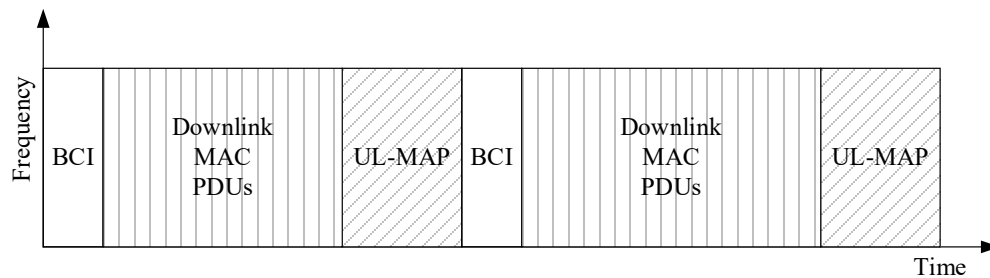 Frequency
BCI
Downlink
MAC
PDUs
UL-MAP
BCI
Downlink
MAC
PDUs
UL-MAP
Time